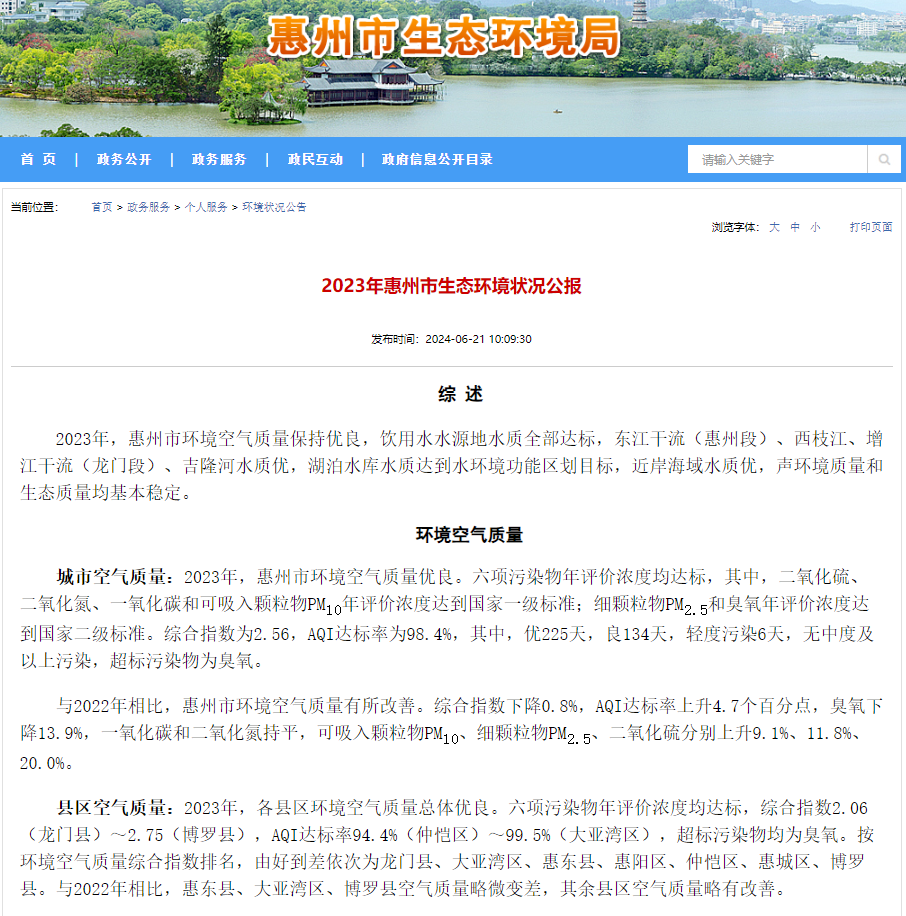 惠州市生态环境局
首 页 | 政务公开 | 政务服务 | 政民互动 | 政府信息公开目录 请输入关键字
当前位置: 首页 > 政务服务 > 个人服务 > 环境状况公告
浏览字体: 大 中 小 打印页面
2023年惠州市生态环境状况公报
发布时间: 2024-06-21 10:09:30
综 述
2023年，惠州市环境空气质量保持优良，饮用水水源地水质全部达标，东江干流（惠州段）、西枝江、增
江干流（龙门段）、吉隆河水质优，湖泊水库水质达到水环境功能区划目标，近岸海域水质优，声环境质量和
生态质量均基本稳定。
环境空气质量
城市空气质量：2023年，惠州市环境空气质量优良。六项污染物年评价浓度均达标，其中，二氧化硫、
二氧化氮、一氧化碳和可吸入颗粒物PM10年评价浓度达到国家一级标准；细颗粒物PM2.5和臭氧年评价浓度达
到国家二级标准。综合指数为2.56，AQI达标率为98.4%，其中，优225天，良134天，轻度污染6天，无中度及
以上污染，超标污染物为臭氧。
与2022年相比，惠州市环境空气质量有所改善。综合指数下降0.8%，AQI达标率上升4.7个百分点，臭氧下
降13.9%，一氧化碳和二氧化氮持平，可吸入颗粒物PM10、细颗粒物PM2.5、二氧化硫分别上升9.1%、11.8%、
20.0%。
县区空气质量：2023年，各县区环境空气质量总体优良。六项污染物年评价浓度均达标，综合指数2.06
（龙门县）～2.75（博罗县），AQI达标率94.4%（仲恺区）～99.5%（大亚湾区），超标污染物均为臭氧。按
环境空气质量综合指数排名，由好到差依次为龙门县、大亚湾区、惠东县、惠阳区、仲恺区、惠城区、博罗
县。与2022年相比，惠东县、大亚湾区、博罗县空气质量略微变差，其余县区空气质量略有改善。